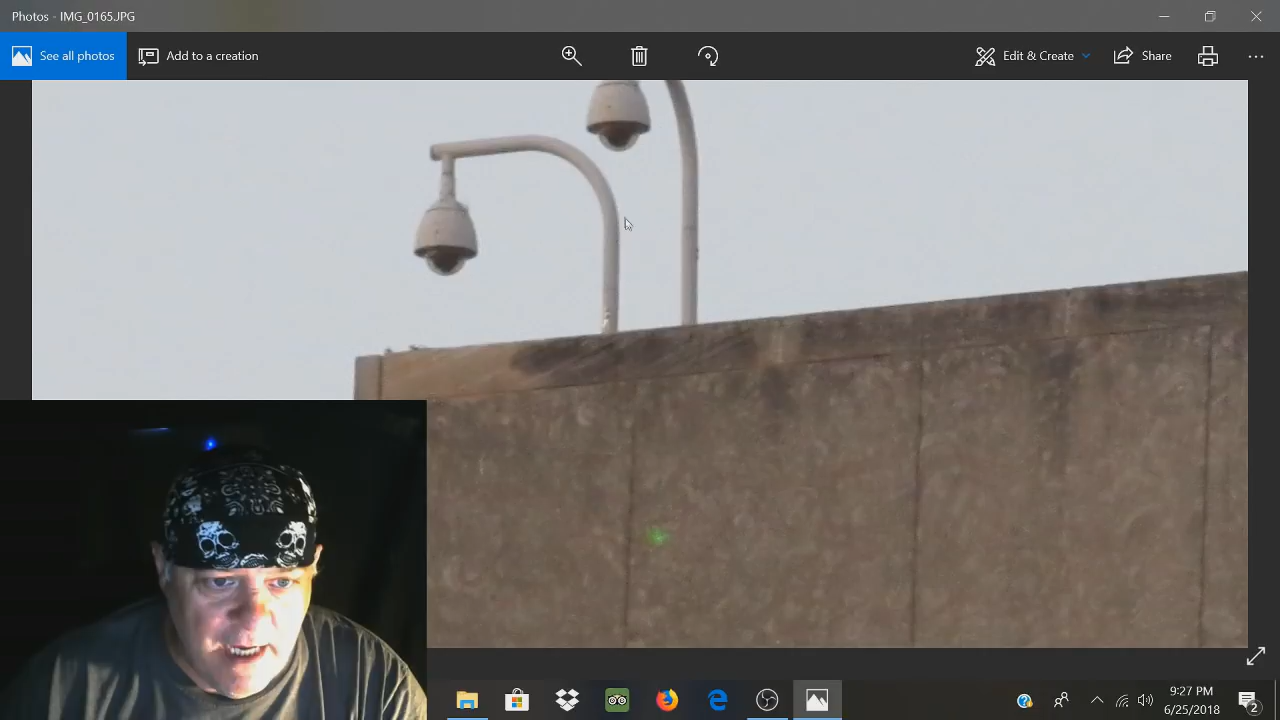 Photos - IMG_0165.JPG
See all photos
Add to a creation
Edit & Create
Share
9:27 PM
6/25/2018
2